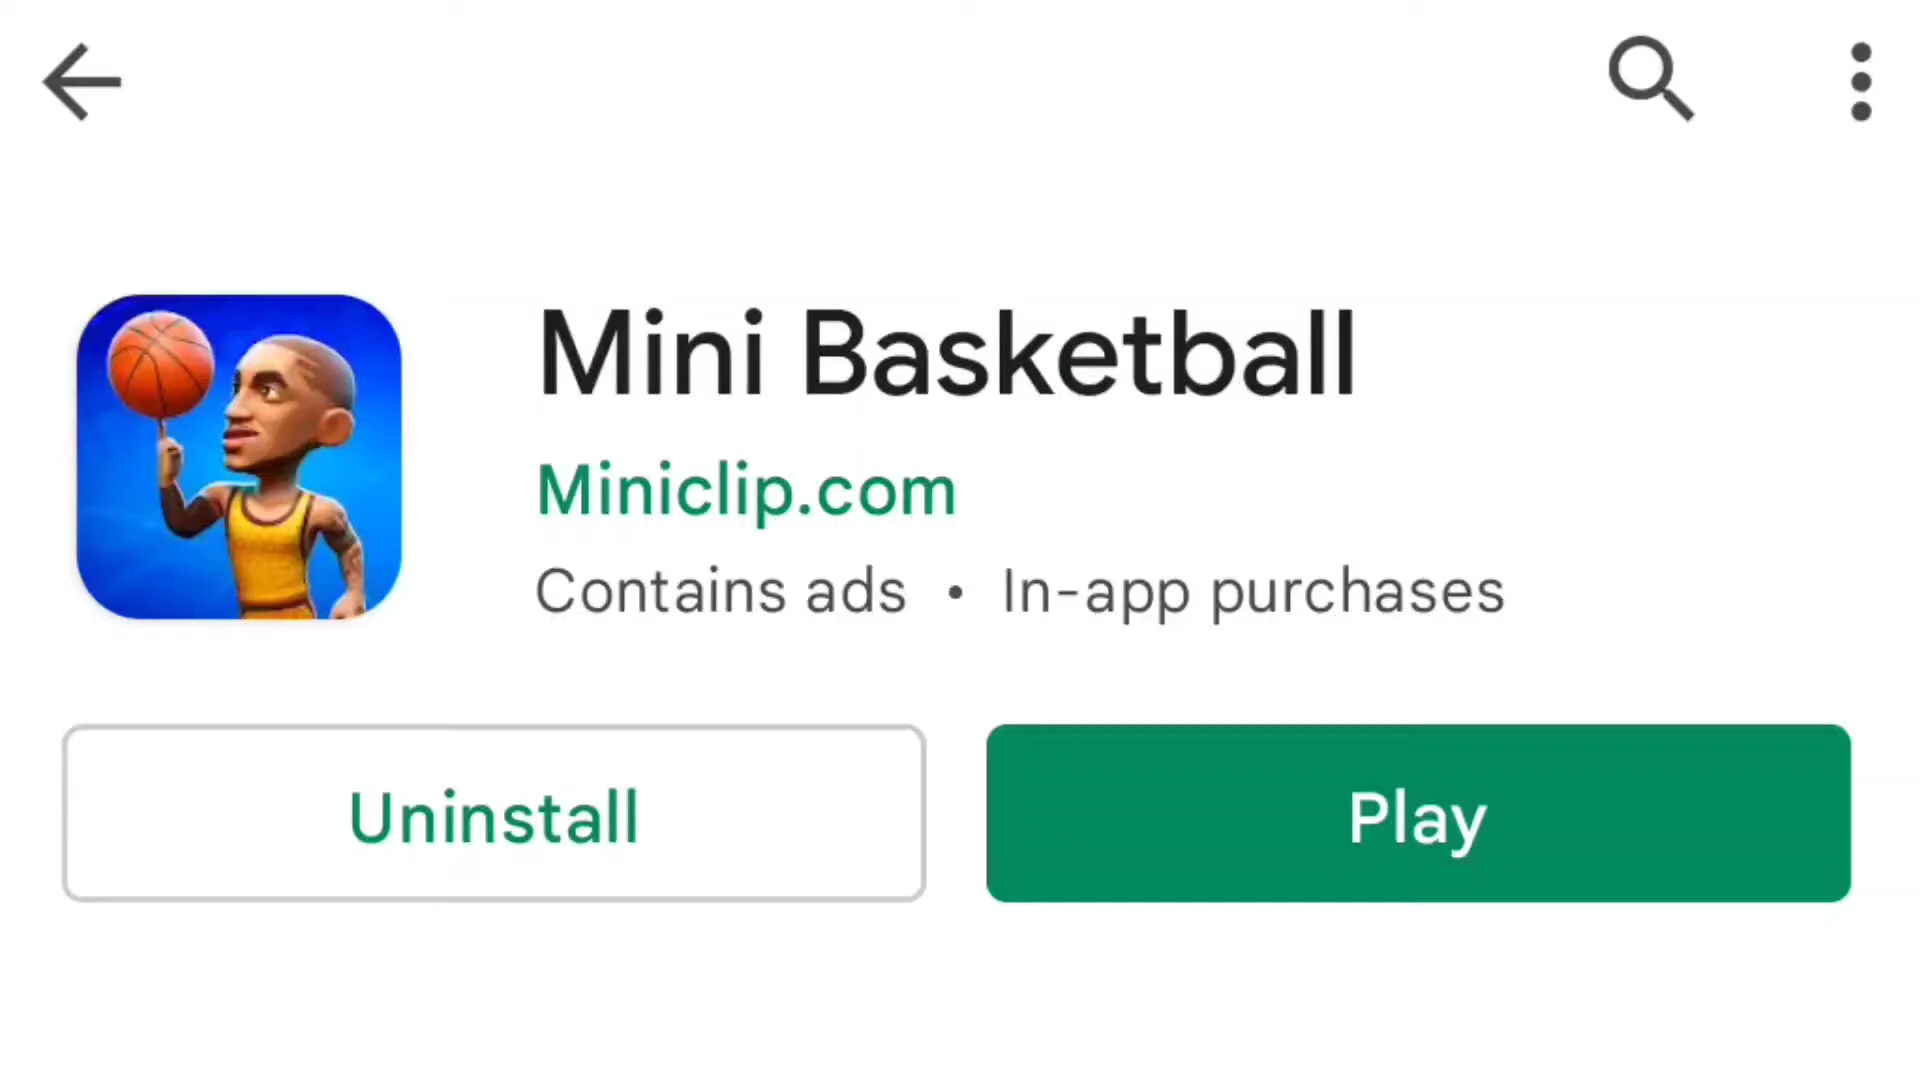 Mini Basketball
Miniclip.com
Contains ads • In-app purchases
Uninstall
Play